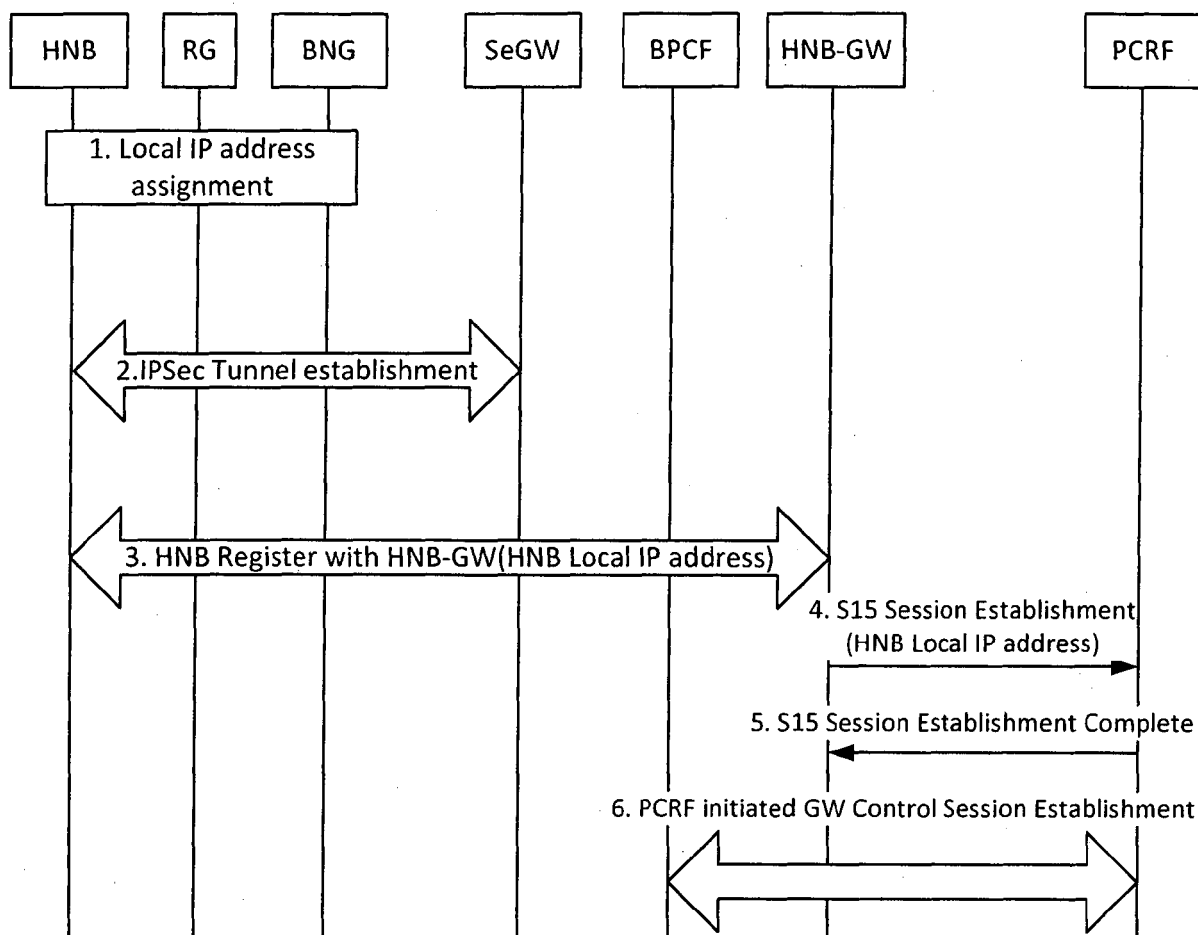 HNB
RG
BNG
SeGW
BPCF
HNB-GW
PCRF
1. Local IP address
assignment
2.IPSec Tunnel establishment
3. HNB Register with HNB-GW(HNB Local IP address)
4. S15 Session Establishment
(HNB Local IP address)
5. S15 Session Establishment Complete
6. PCRF initiated GW Control Session Establishment